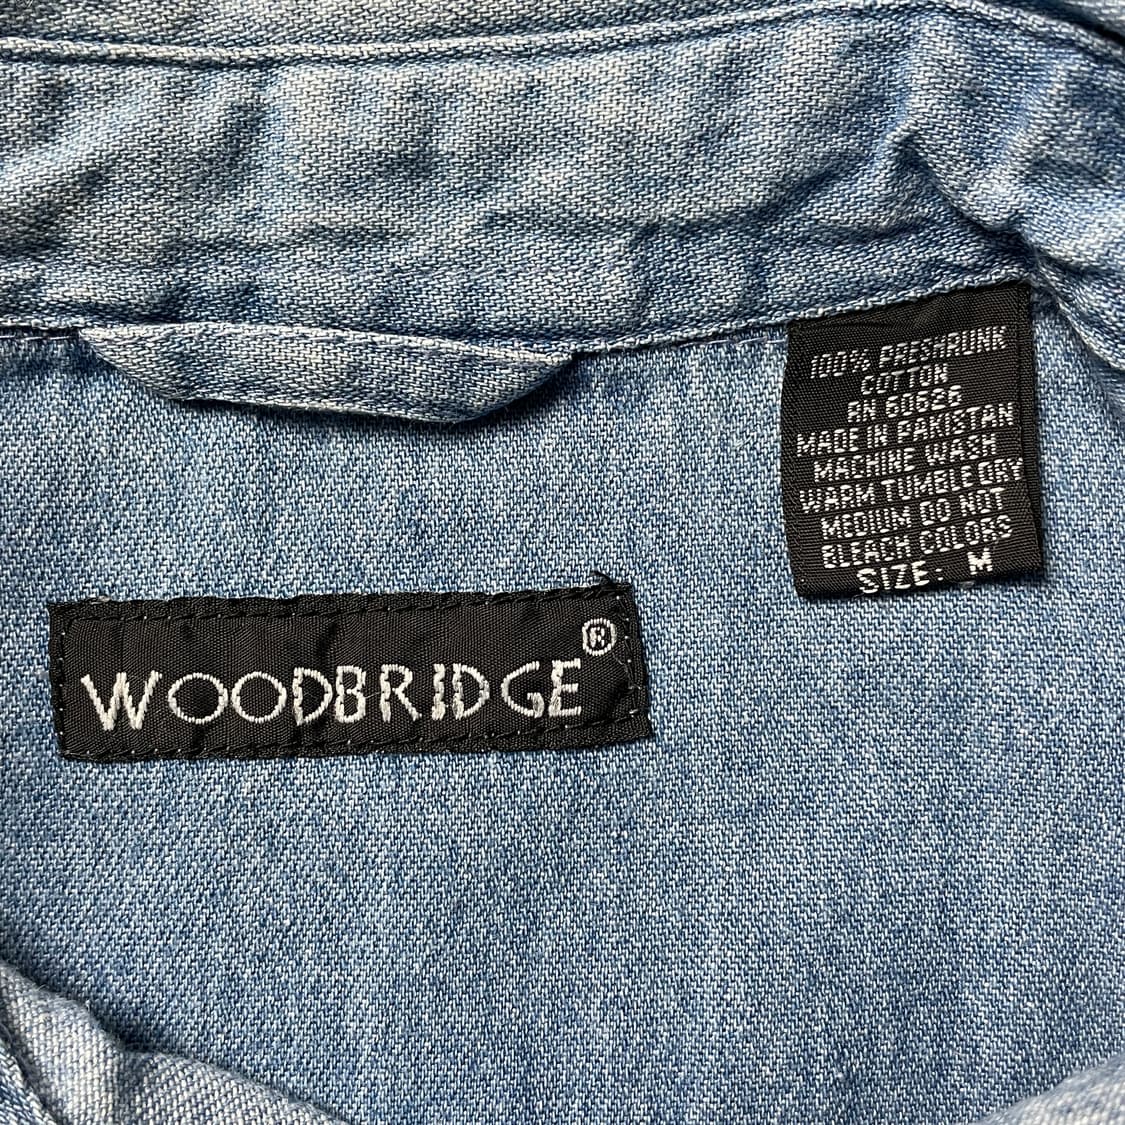 WOODBRIDGE®
100% PRESHRUNK
COTTON
RN 60626
MADE IN PAKISTAN
MACHINE WASH
WARM TUMBLE DRY
MEDIUM DO NOT
BLEACH COLORS
SIZE: M